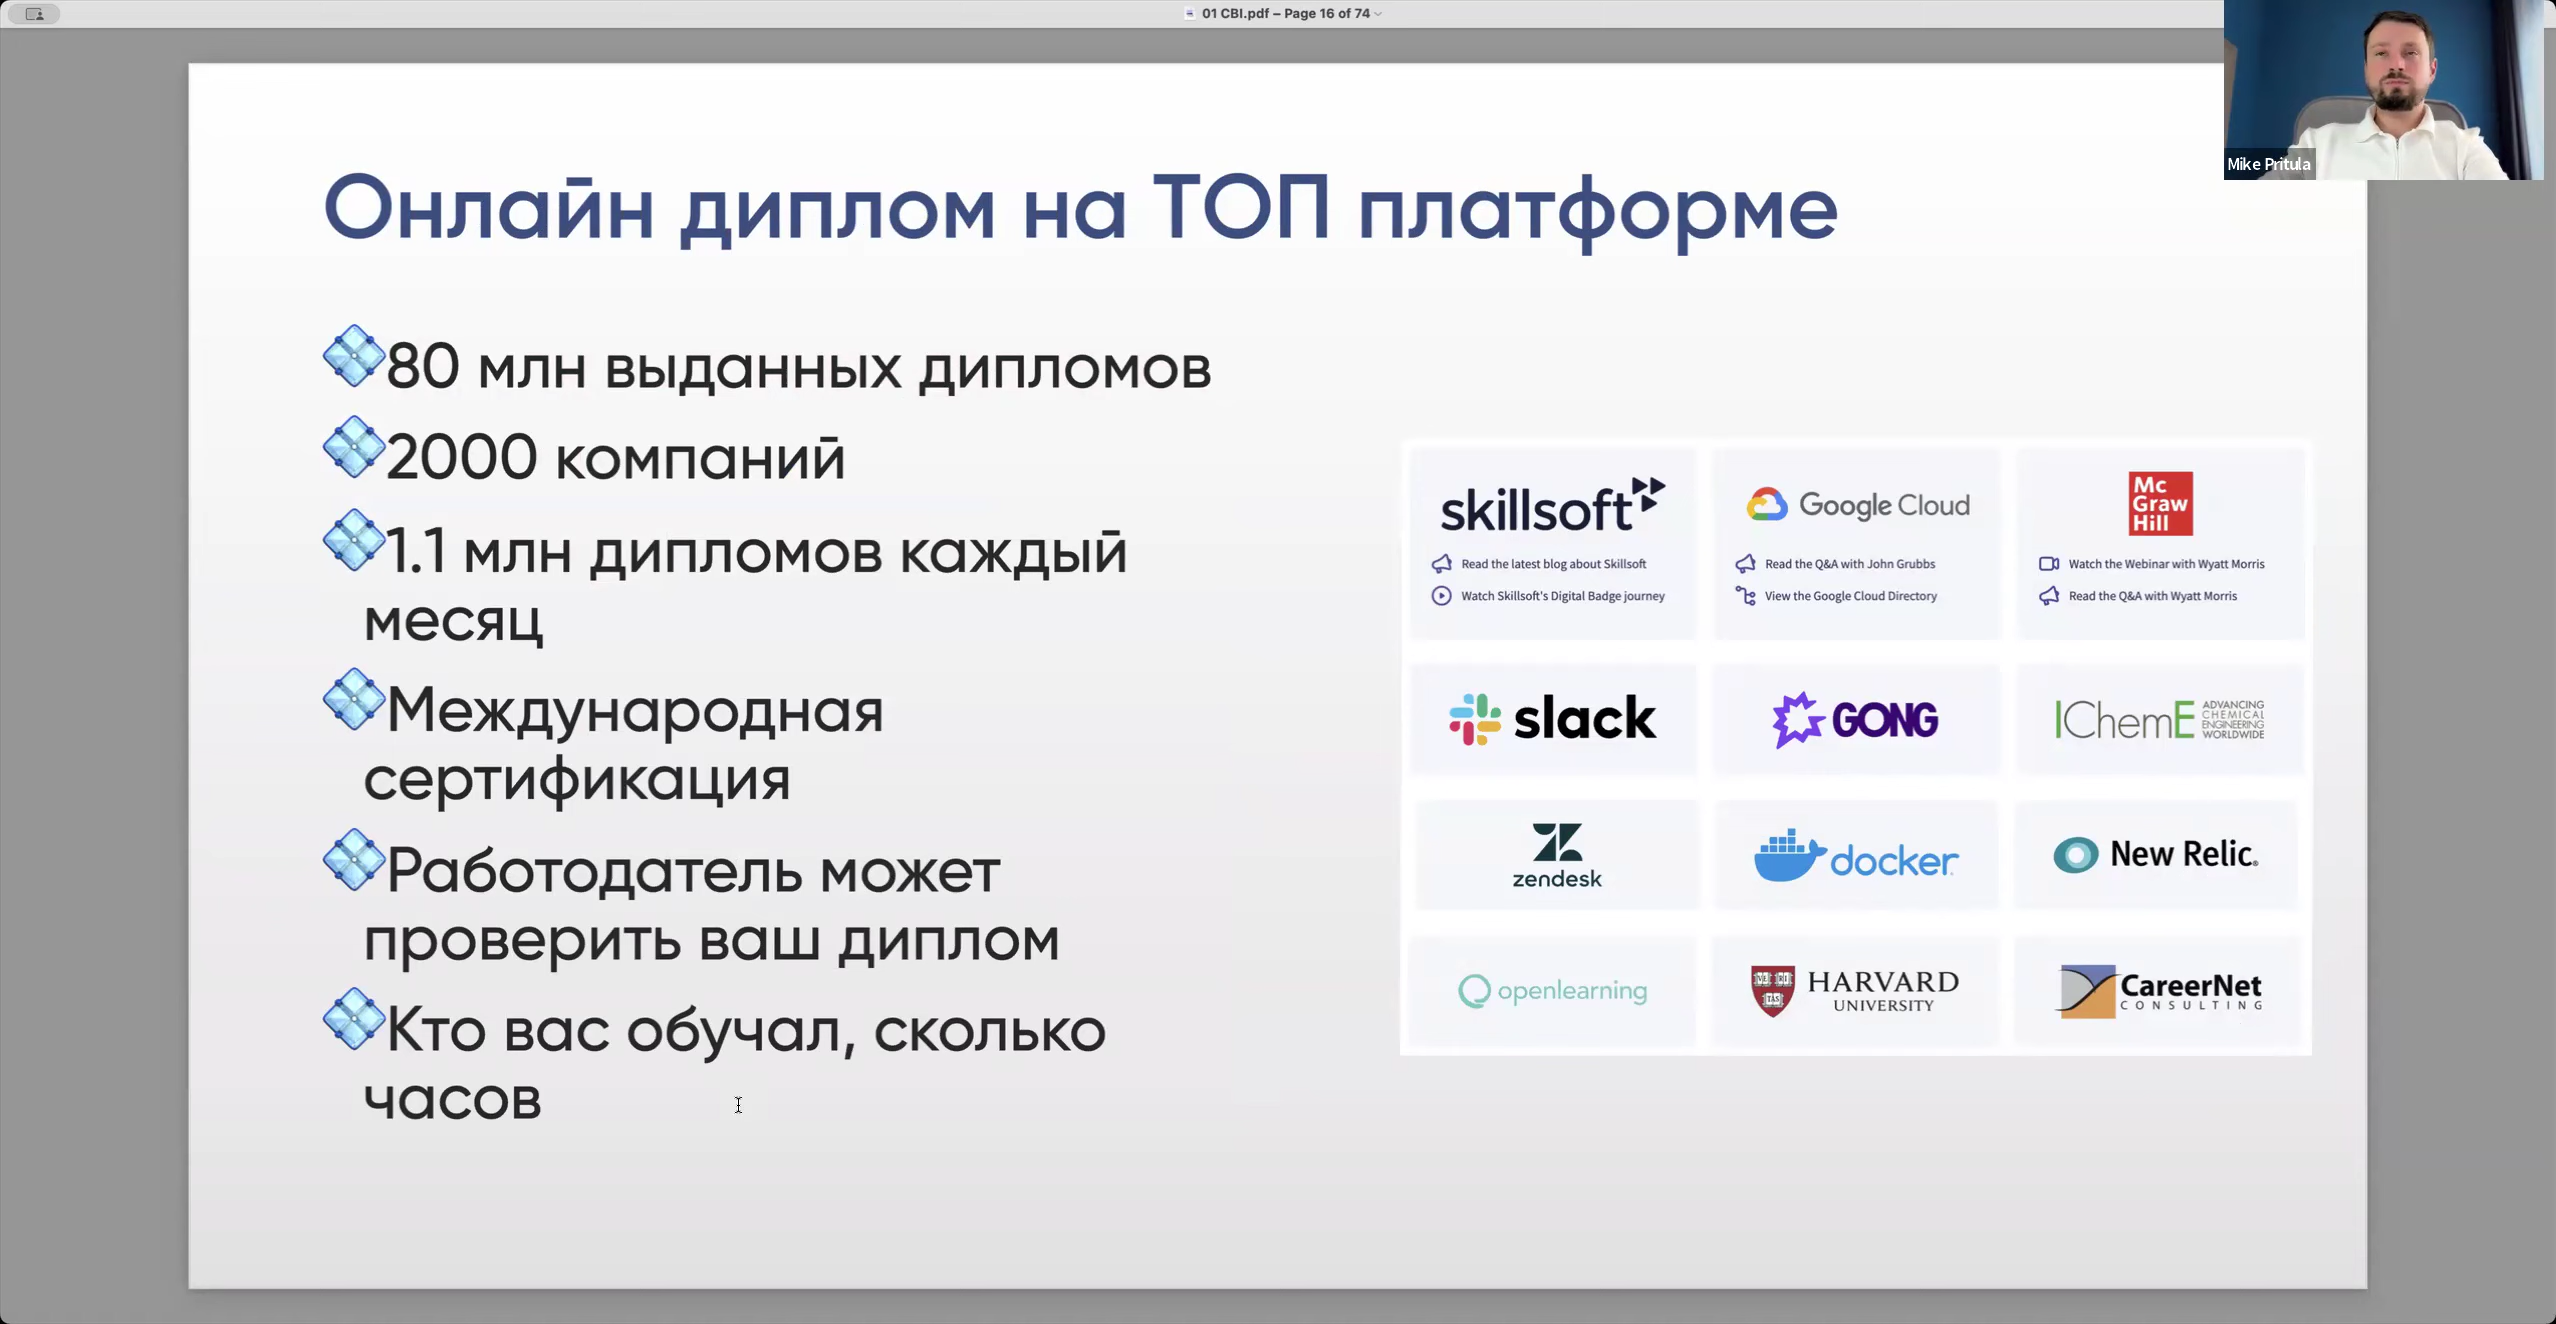 01 CBI.pdf – Page 16 of 74
Mike Pritula
Онлайн диплом на ТОП платформе
80 млн выданных дипломов
2000 компаний
1.1 млн дипломов каждый
месяц
Международная
сертификация
Работодатель может
проверить ваш диплом
Кто вас обучал, сколько
часов
skillsoft
Read the latest blog about Skillsoft
Watch Skillsoft's Digital Badge journey
Google Cloud
Read the Q&A with John Grubbs
View the Google Cloud Directory
Mc
Graw
Hill
Watch the Webinar with Wyatt Morris
Read the Q&A with Wyatt Morris
slack
GONG
IChemE
ADVANCING
CHEMICAL
ENGINEERING
WORLDWIDE
zendesk
docker
New Relic®
openlearning
VE RI
TAS
HARVARD
UNIVERSITY
CareerNet
CONSULTING